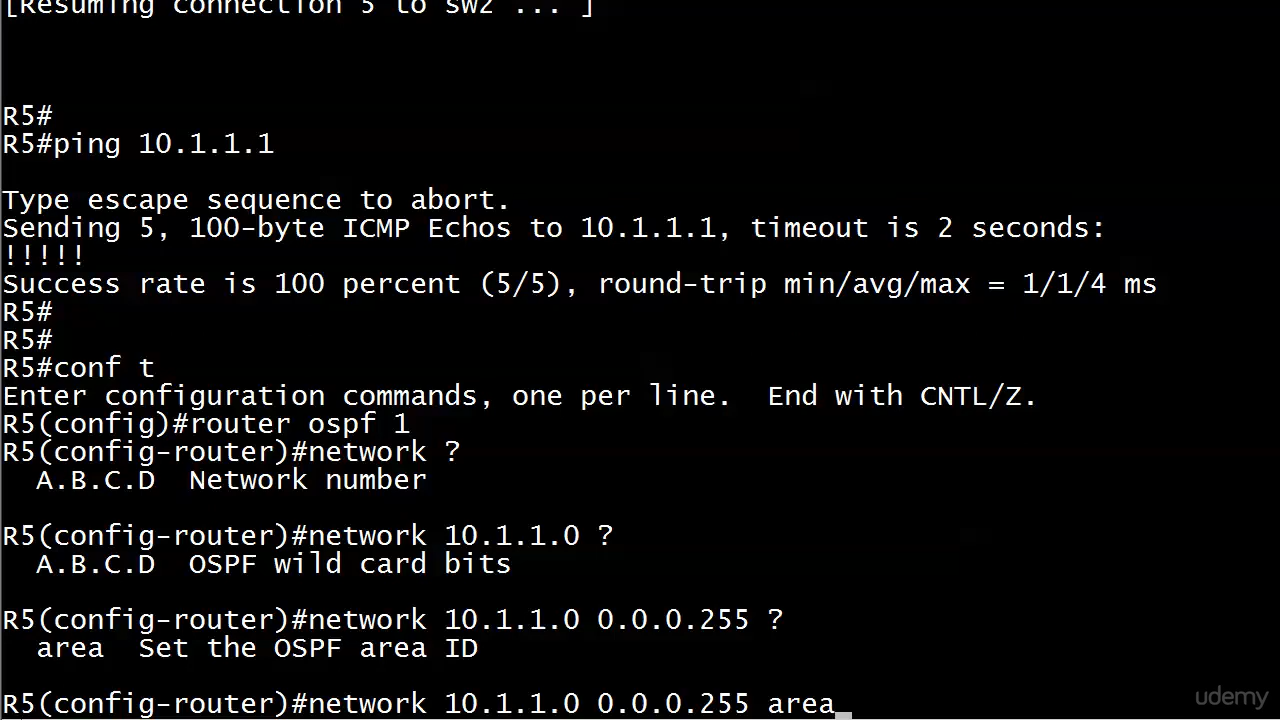 [Resuming connection 5 to sw2 ... ]
R5#
R5#ping 10.1.1.1
Type escape sequence to abort.
Sending 5, 100-byte ICMP Echos to 10.1.1.1, timeout is 2 seconds:
!!!!!
Success rate is 100 percent (5/5), round-trip min/avg/max = 1/1/4 ms
R5#
R5#
R5#conf t
Enter configuration commands, one per line.  End with CNTL/Z.
R5(config)#router ospf 1
R5(config-router)#network ?
  A.B.C.D  Network number
R5(config-router)#network 10.1.1.0 ?
  A.B.C.D  OSPF wild card bits
R5(config-router)#network 10.1.1.0 0.0.0.255 ?
  area  Set the OSPF area ID
R5(config-router)#network 10.1.1.0 0.0.0.255 area
udemy